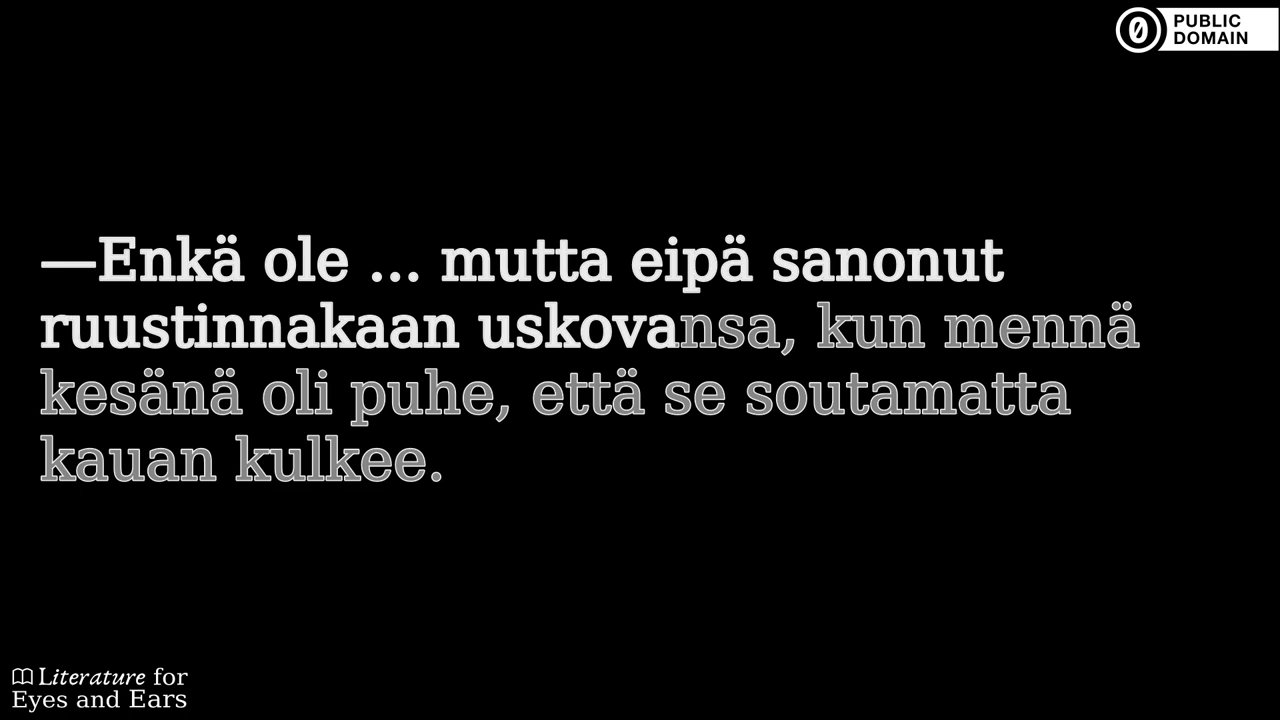 PUBLIC
DOMAIN
—Enkä ole … mutta eipä sanonut
ruustinnakaan uskovansa, kun mennä
kesänä oli puhe, että se soutamatta
kauan kulkee.
Literature for
Eyes and Ears